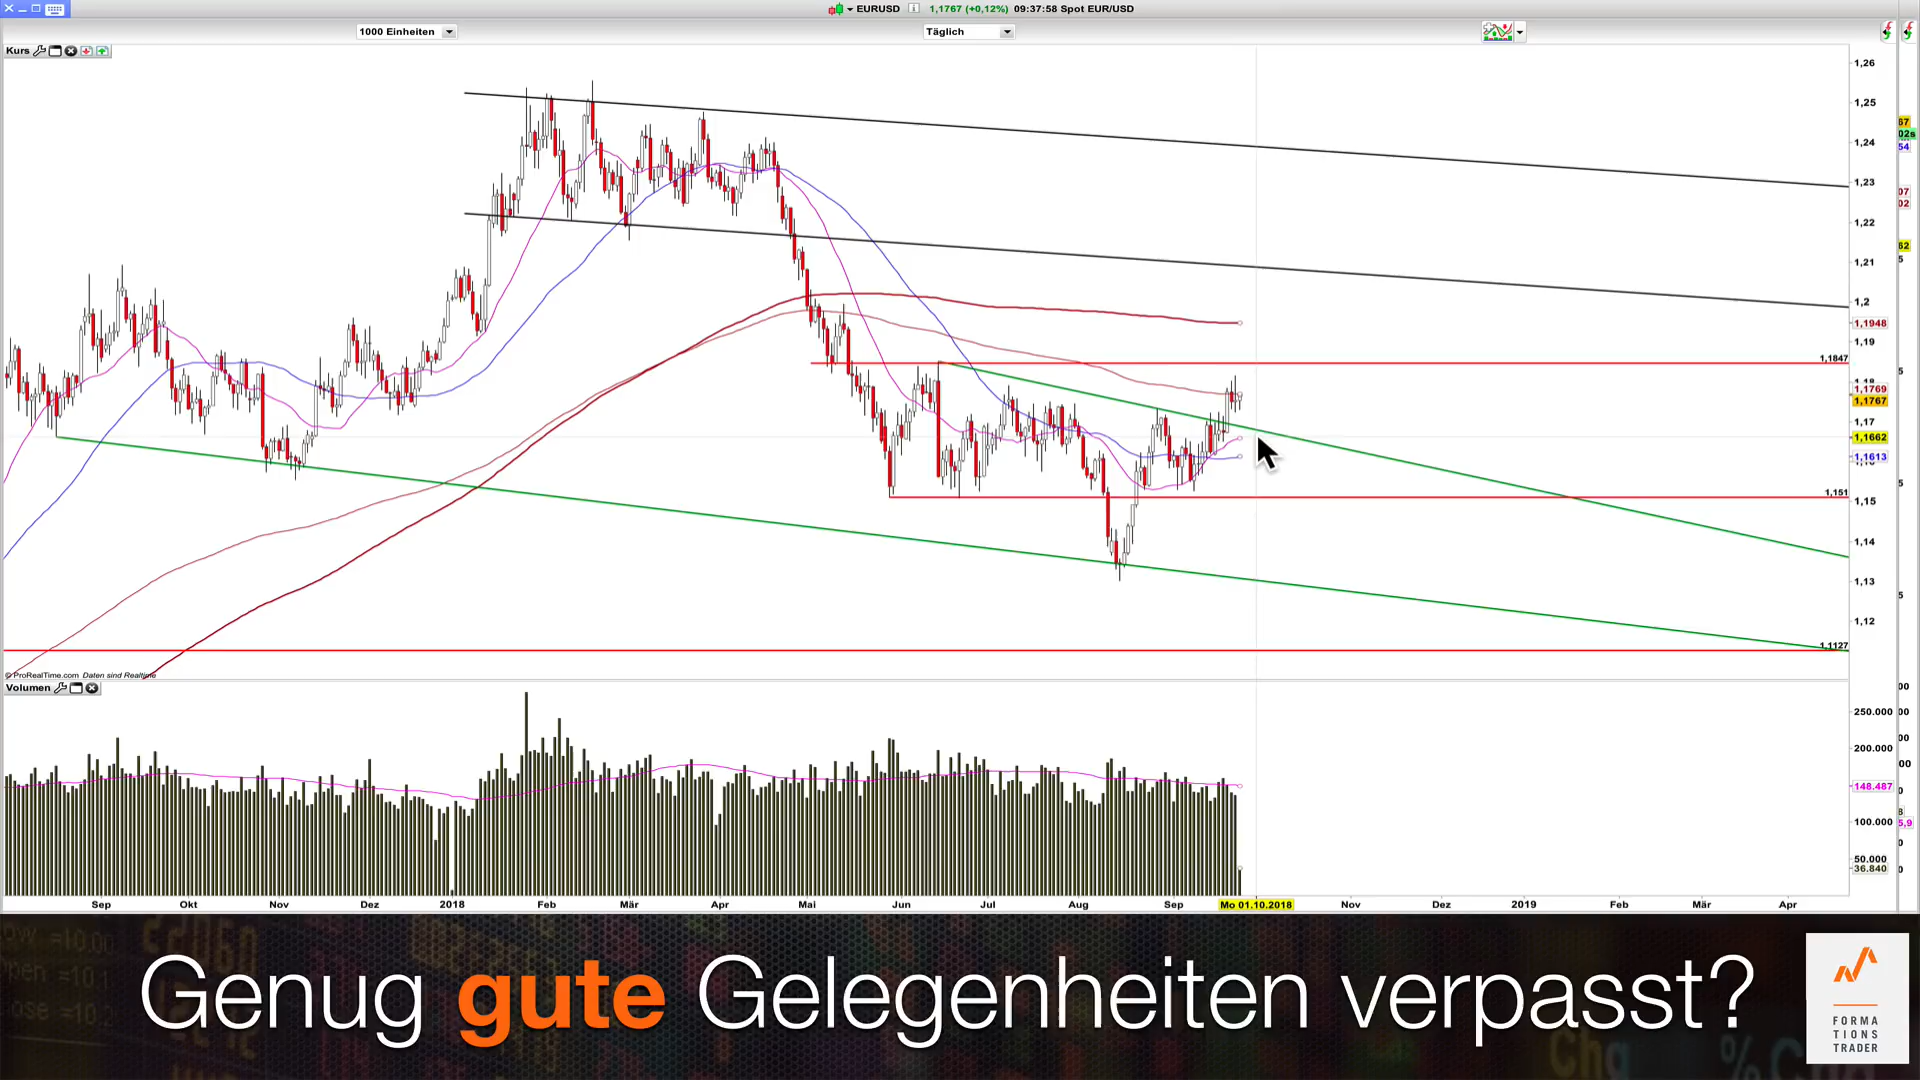 EURUSD 1,1767 (+0,12%) 09:37:58 Spot EUR/USD
1000 Einheiten
Täglich
Kurs
1,26
1,25
1,24
1,23
1,22
1,21
1,2
1,1948
1,19
1,1847
1,1769
1,1767
1,17
1,1662
1,1613
1,151
1,15
1,14
1,13
1,12
1,1127
© ProRealTime.com Daten sind Realtime
Volumen
250.000
200.000
148.487
100.000
50.000
36.840
Sep Okt Nov Dez 2018 Feb Mär Apr Mai Jun Jul Aug Sep Mo 01.10.2018 Nov Dez 2019 Feb Mär Apr
Genug gute Gelegenheiten verpasst?
FORMA
TIONS
TRADER